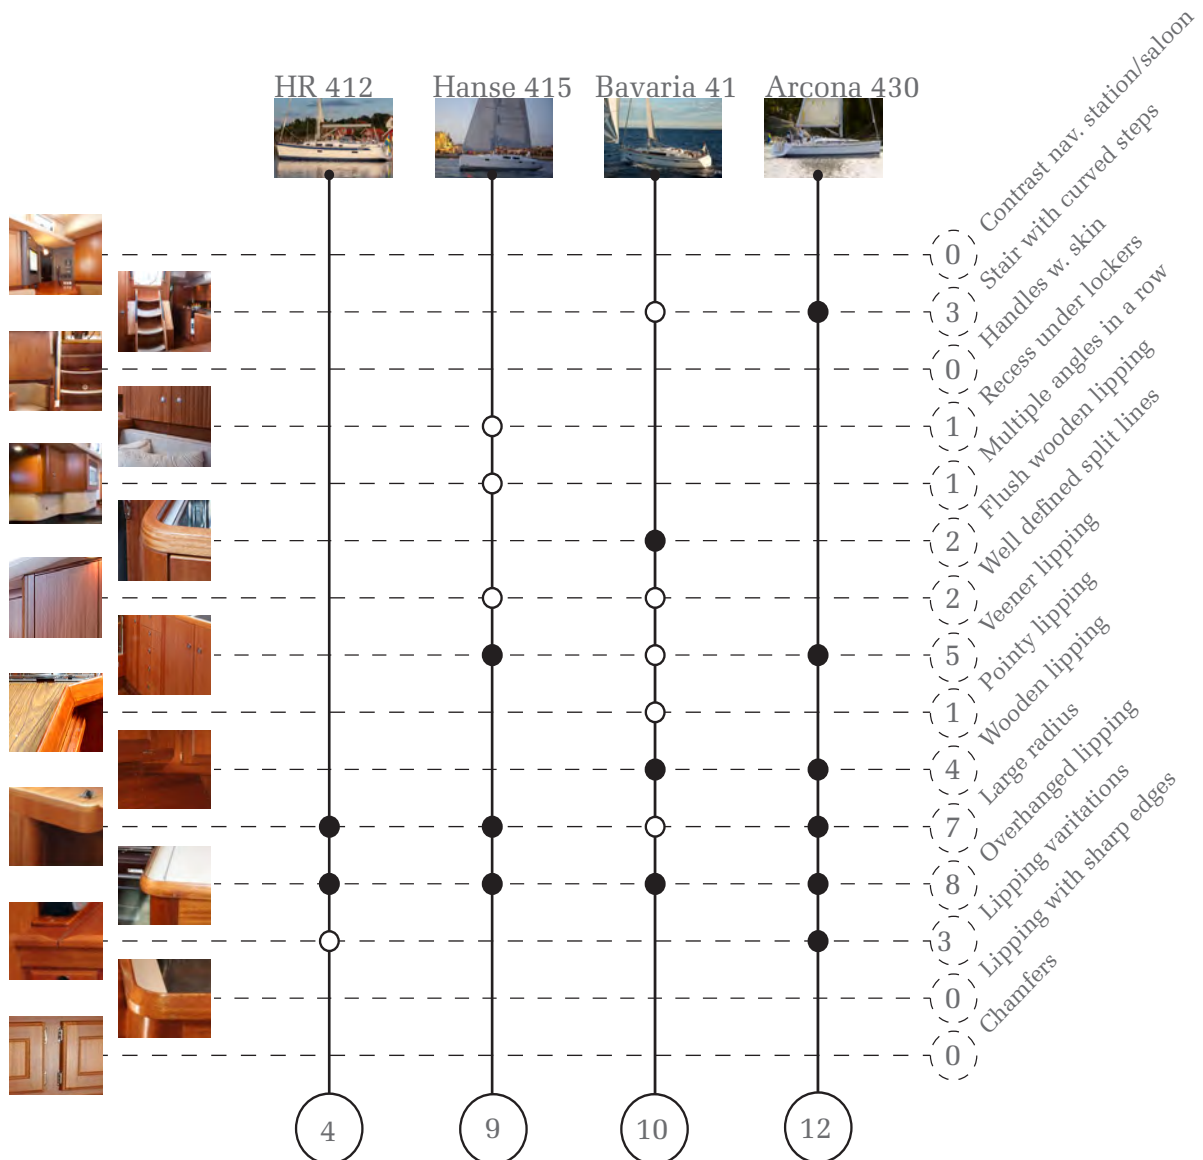 HR 412
Hanse 415
Bavaria 41
Arcona 430
Contrast nav. station/saloon
0
Stair with curved steps
3
Handles w. skin
0
Recess under lockers
1
Multiple angles in a row
1
Flush wooden lipping
2
Well defined split lines
2
Veener lipping
5
Pointy lipping
1
Wooden lipping
4
Large radius
7
Overhanged lipping
8
Lipping varitations
3
Lipping with sharp edges
0
Chamfers
0
4
9
10
12